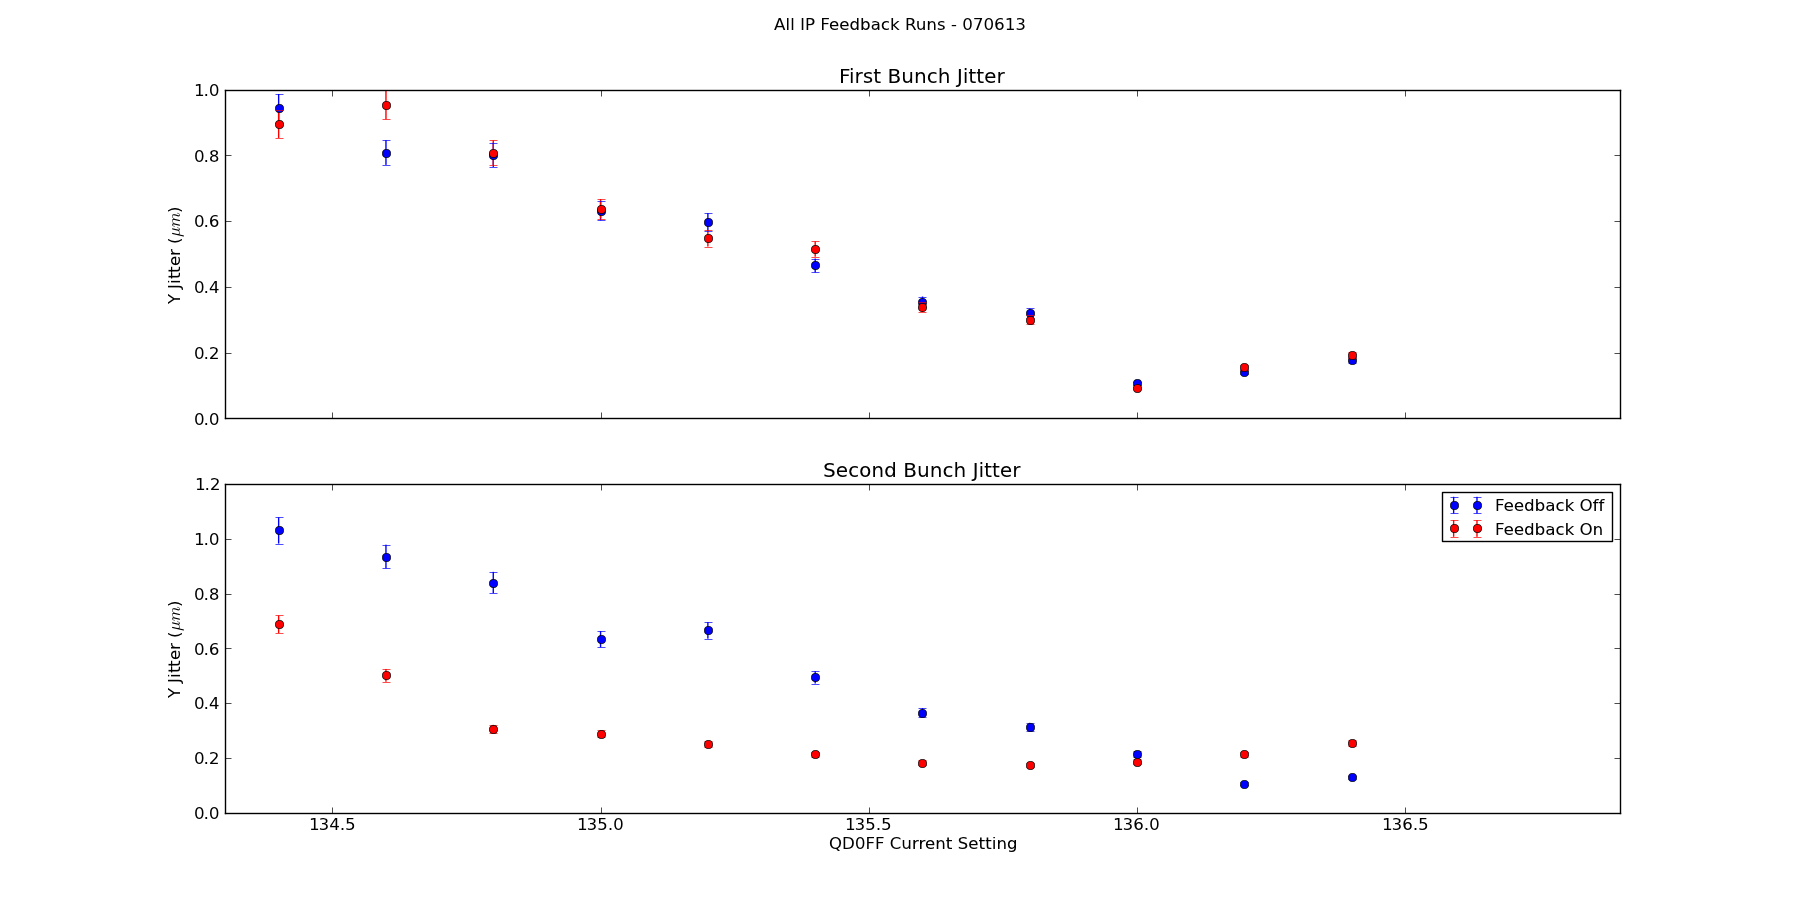 All IP Feedback Runs - 070613
First Bunch Jitter
1.0
0.8
0.6
0.4
0.2
0.0
Y Jitter (μm)
Second Bunch Jitter
1.2
1.0
0.8
0.6
0.4
0.2
0.0
Y Jitter (μm)
Feedback Off
Feedback On
134.5 135.0 135.5 136.0 136.5
QD0FF Current Setting